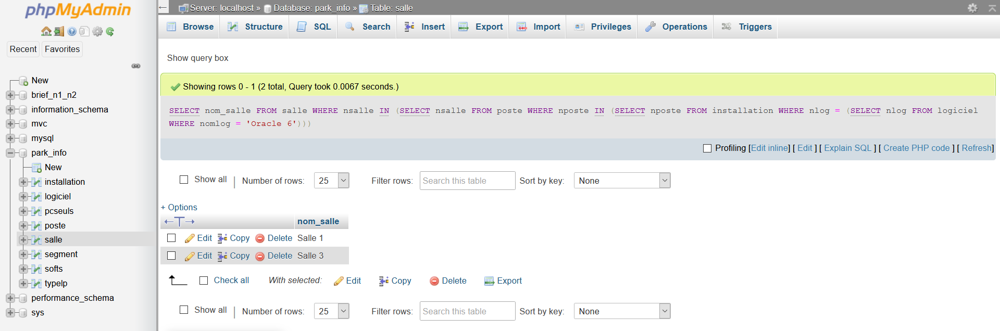 phpMyAdmin
Recent Favorites
New
brief_n1_n2
information_schema
mvc
mysql
park_info
New
installation
logiciel
pcseuls
poste
salle
segment
softs
typelp
performance_schema
sys
Server: localhost » Database: park_info » Table: salle
Browse Structure SQL Search Insert Export Import Privileges Operations Triggers
Show query box
Showing rows 0 - 1 (2 total, Query took 0.0067 seconds.)
SELECT nom_salle FROM salle WHERE nsalle IN (SELECT nsalle FROM poste WHERE nposte IN (SELECT nposte FROM installation WHERE nlog = (SELECT nlog FROM logiciel
WHERE nomlog = 'Oracle 6')))
Profiling [Edit inline] [ Edit ] [ Explain SQL ] [ Create PHP code ] [ Refresh]
Show all | Number of rows: 25 Filter rows: Search this table Sort by key: None
+ Options
←T→ nom_salle
Edit Copy Delete Salle 1
Edit Copy Delete Salle 3
Check all With selected: Edit Copy Delete Export
Show all | Number of rows: 25 Filter rows: Search this table Sort by key: None